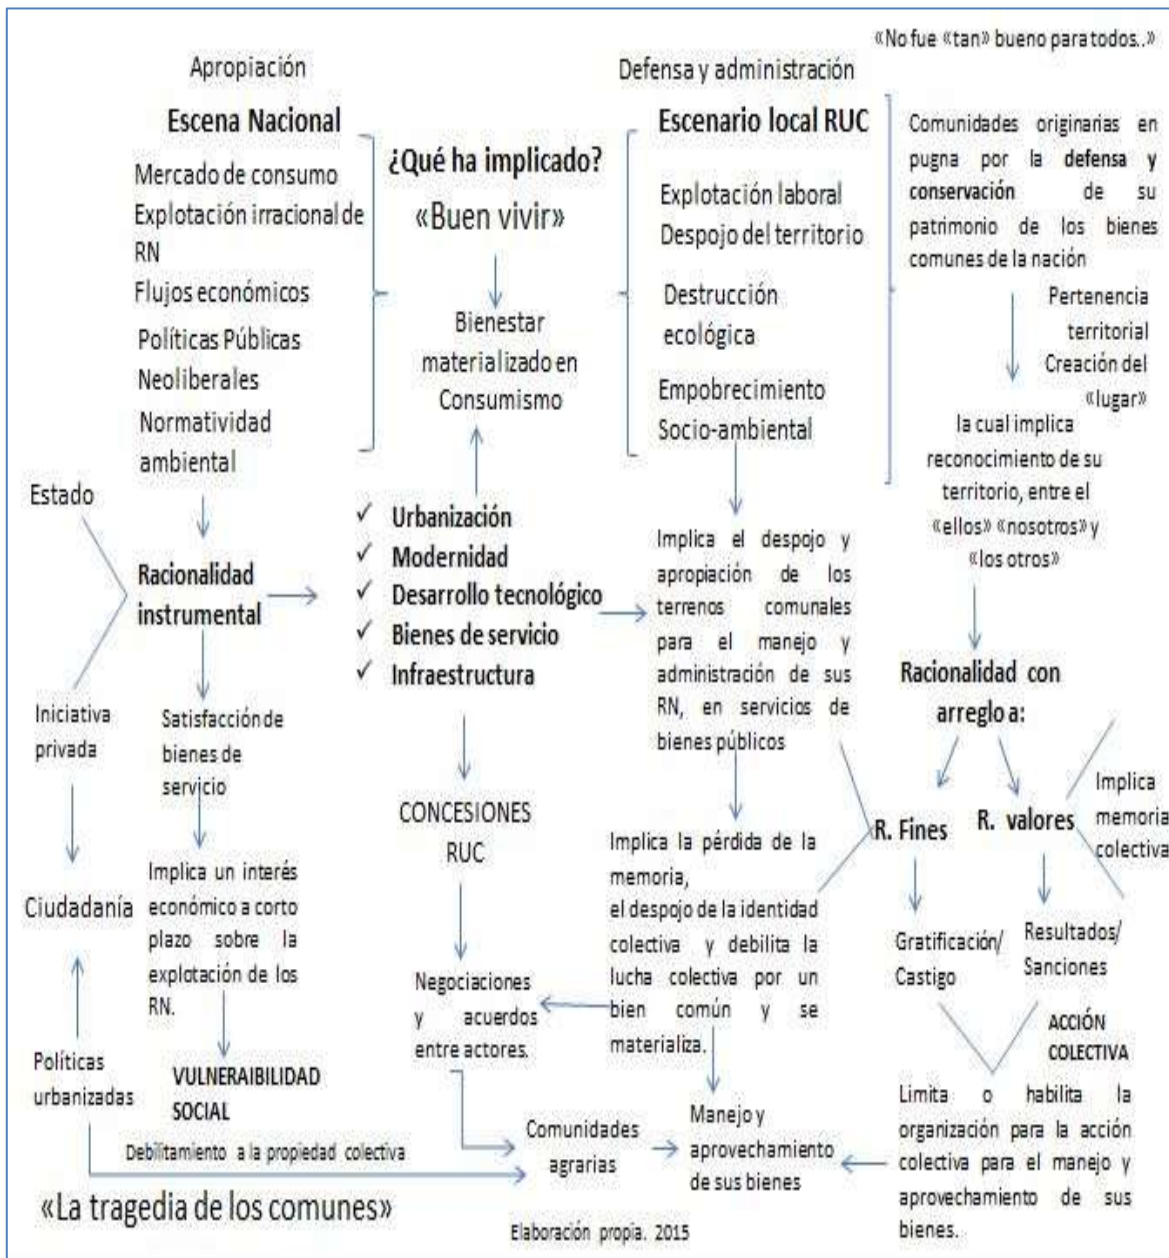 «No fue «tan» bueno para todos..»
Apropiación
Escena Nacional
Mercado de consumo
Explotación irracional de
RN
Flujos económicos
Políticas Públicas
Neoliberales
Normatividad
ambiental
¿Qué ha implicado?
«Buen vivir»
Bienestar
materializado en
Consumismo
Defensa y administración
Escenario local RUC
Explotación laboral
Despojo del territorio
Destrucción
ecológica
Empobrecimiento
Socio-ambiental
Comunidades originarias en
pugna por la defensa y
conservación de su
patrimonio de los bienes
comunes de la nación
Pertenencia
territorial
Creación del
«lugar»
la cual implica
reconocimiento de su
territorio, entre el
«ellos» «nosotros» y
«los otros»
Estado
Racionalidad
instrumental
✓ Urbanización
✓ Modernidad
✓ Desarrollo tecnológico
✓ Bienes de servicio
✓ Infraestructura
Implica el despojo y
apropiación de los
terrenos comunales
para el manejo y
administración de sus
RN, en servicios de
bienes públicos
Racionalidad con
arreglo a:
Iniciativa
privada
Satisfacción de
bienes de
servicio
CONCESIONES
RUC
R. Fines
R. valores
Implica
memoria
colectiva
Ciudadanía
Implica un interés
económico a corto
plazo sobre la
explotación de los
RN.
Implica la pérdida de la
memoria,
el despojo de la identidad
colectiva y debilita la
lucha colectiva por un
bien común y se
materializa.
Gratificación/
Castigo
Resultados/
Sanciones
Negociaciones
y acuerdos
entre actores.
ACCIÓN
COLECTIVA
Políticas
urbanizadas
VULNERAIBILIDAD
SOCIAL
Debilitamiento a la propiedad colectiva
Comunidades
agrarias
Manejo y
aprovechamiento
de sus bienes
Limita o habilita la
organización para la acción
colectiva para el manejo y
aprovechamiento de sus
bienes.
«La tragedia de los comunes»
Elaboración propia. 2015